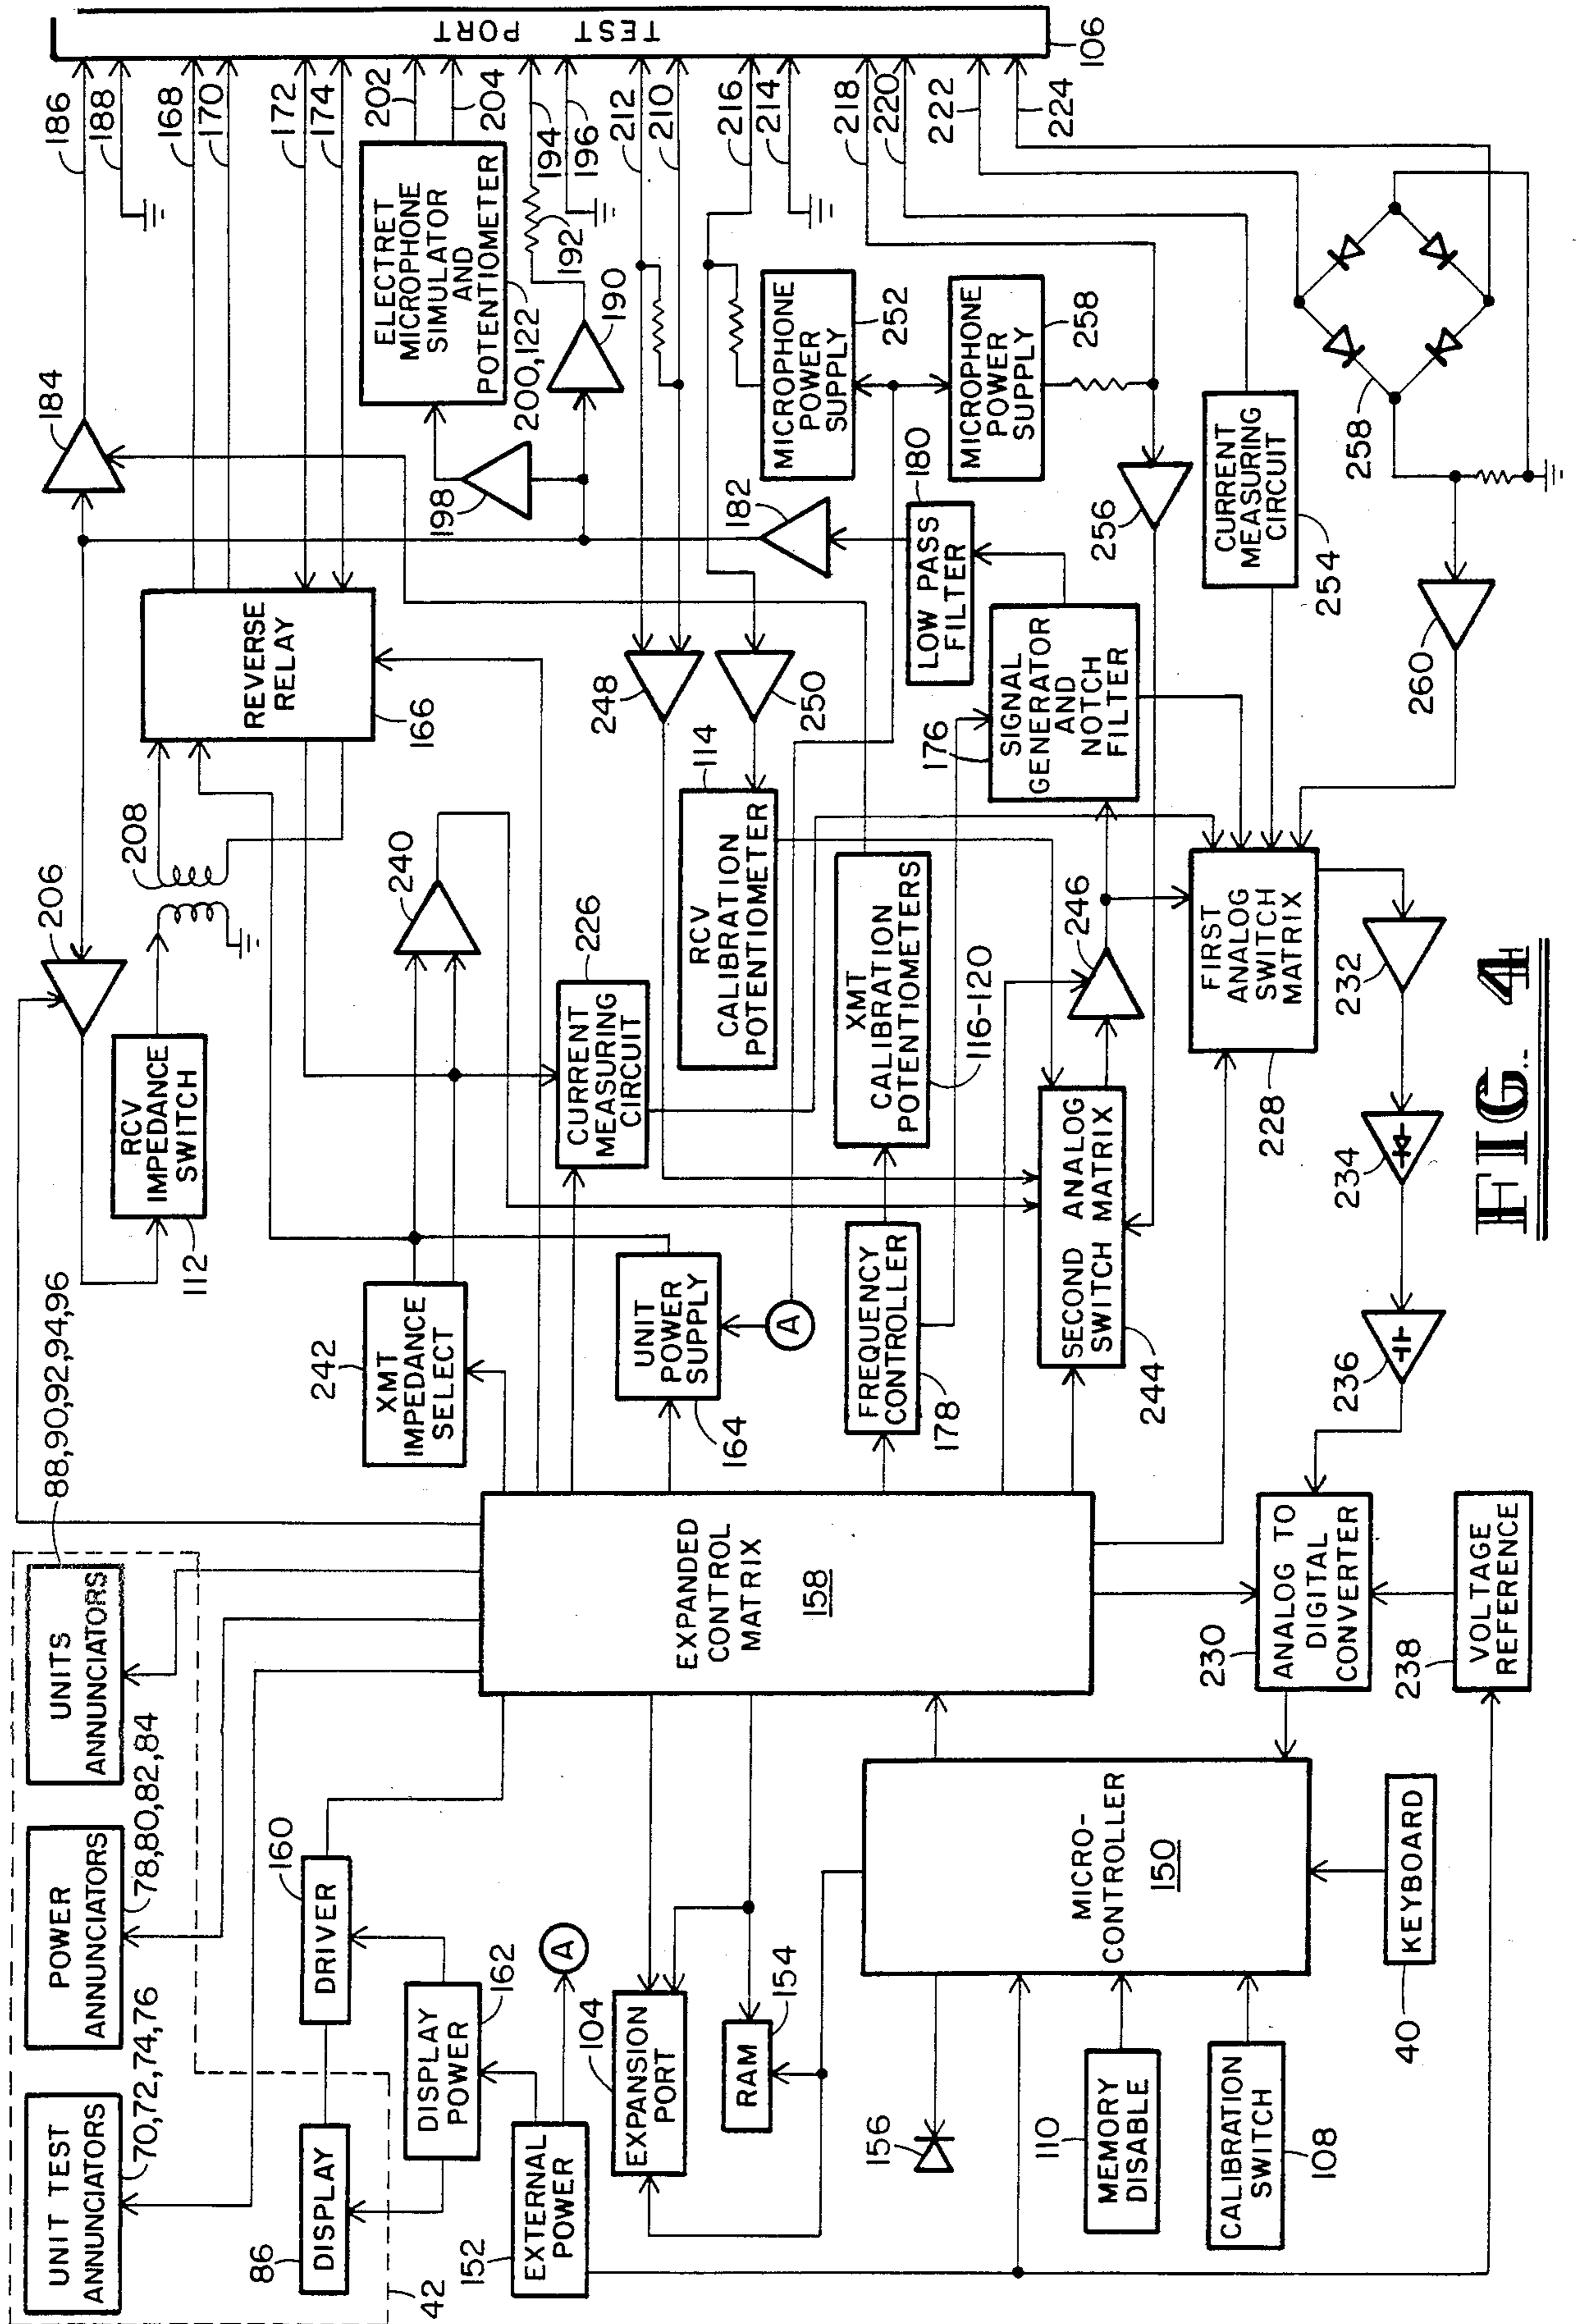 UNIT TEST
ANNUNCIATORS
70,72,74,76
POWER
ANNUNCIATORS
78,80,82,84
UNITS
ANNUNCIATORS
88,90,92,94,96
86
DISPLAY
42
160
DRIVER
DISPLAY
POWER
162
152
EXTERNAL
POWER
A
104
EXPANSION
PORT
RAM
154
156
110
MEMORY
DISABLE
CALIBRATION
SWITCH
108
MICRO-
CONTROLLER
150
KEYBOARD
40
EXPANDED
CONTROL
MATRIX
158
230
ANALOG TO
DIGITAL
CONVERTER
238
VOLTAGE
REFERENCE
206
RCV
IMPEDANCE
SWITCH
112
208
242
XMT
IMPEDANCE
SELECT
240
UNIT
POWER
SUPPLY
164
A
CURRENT
MEASURING
CIRCUIT
226
FREQUENCY
CONTROLLER
178
RCV
CALIBRATION
POTENTIOMETER
114
XMT
CALIBRATION
POTENTIOMETERS
116-120
SECOND ANALOG
SWITCH MATRIX
244
246
FIRST
ANALOG
SWITCH
MATRIX
228
232
234
236
REVERSE
RELAY
166
184
248
250
176
SIGNAL
GENERATOR
AND
NOTCH
FILTER
LOW PASS
FILTER
180
182
198
190
192
ELECTRET
MICROPHONE
SIMULATOR
AND
POTENTIOMETER
200,122
MICROPHONE
POWER
SUPPLY
252
MICROPHONE
POWER
SUPPLY
258
256
CURRENT
MEASURING
CIRCUIT
254
258
260
186
188
168
170
172
174
202
204
194
196
212
210
216
214
218
220
222
224
TEST PORT
106
FIG. 4